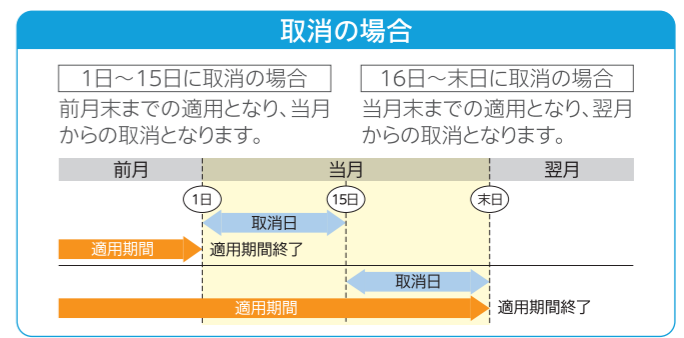 取消の場合
1日～15日に取消の場合
前月末までの適用となり、当月
からの取消となります。
16日～末日に取消の場合
当月末までの適用となり、翌月
からの取消となります。
前月 当月 翌月
1日 15日 末日
取消日
適用期間 適用期間終了
取消日
適用期間 適用期間終了